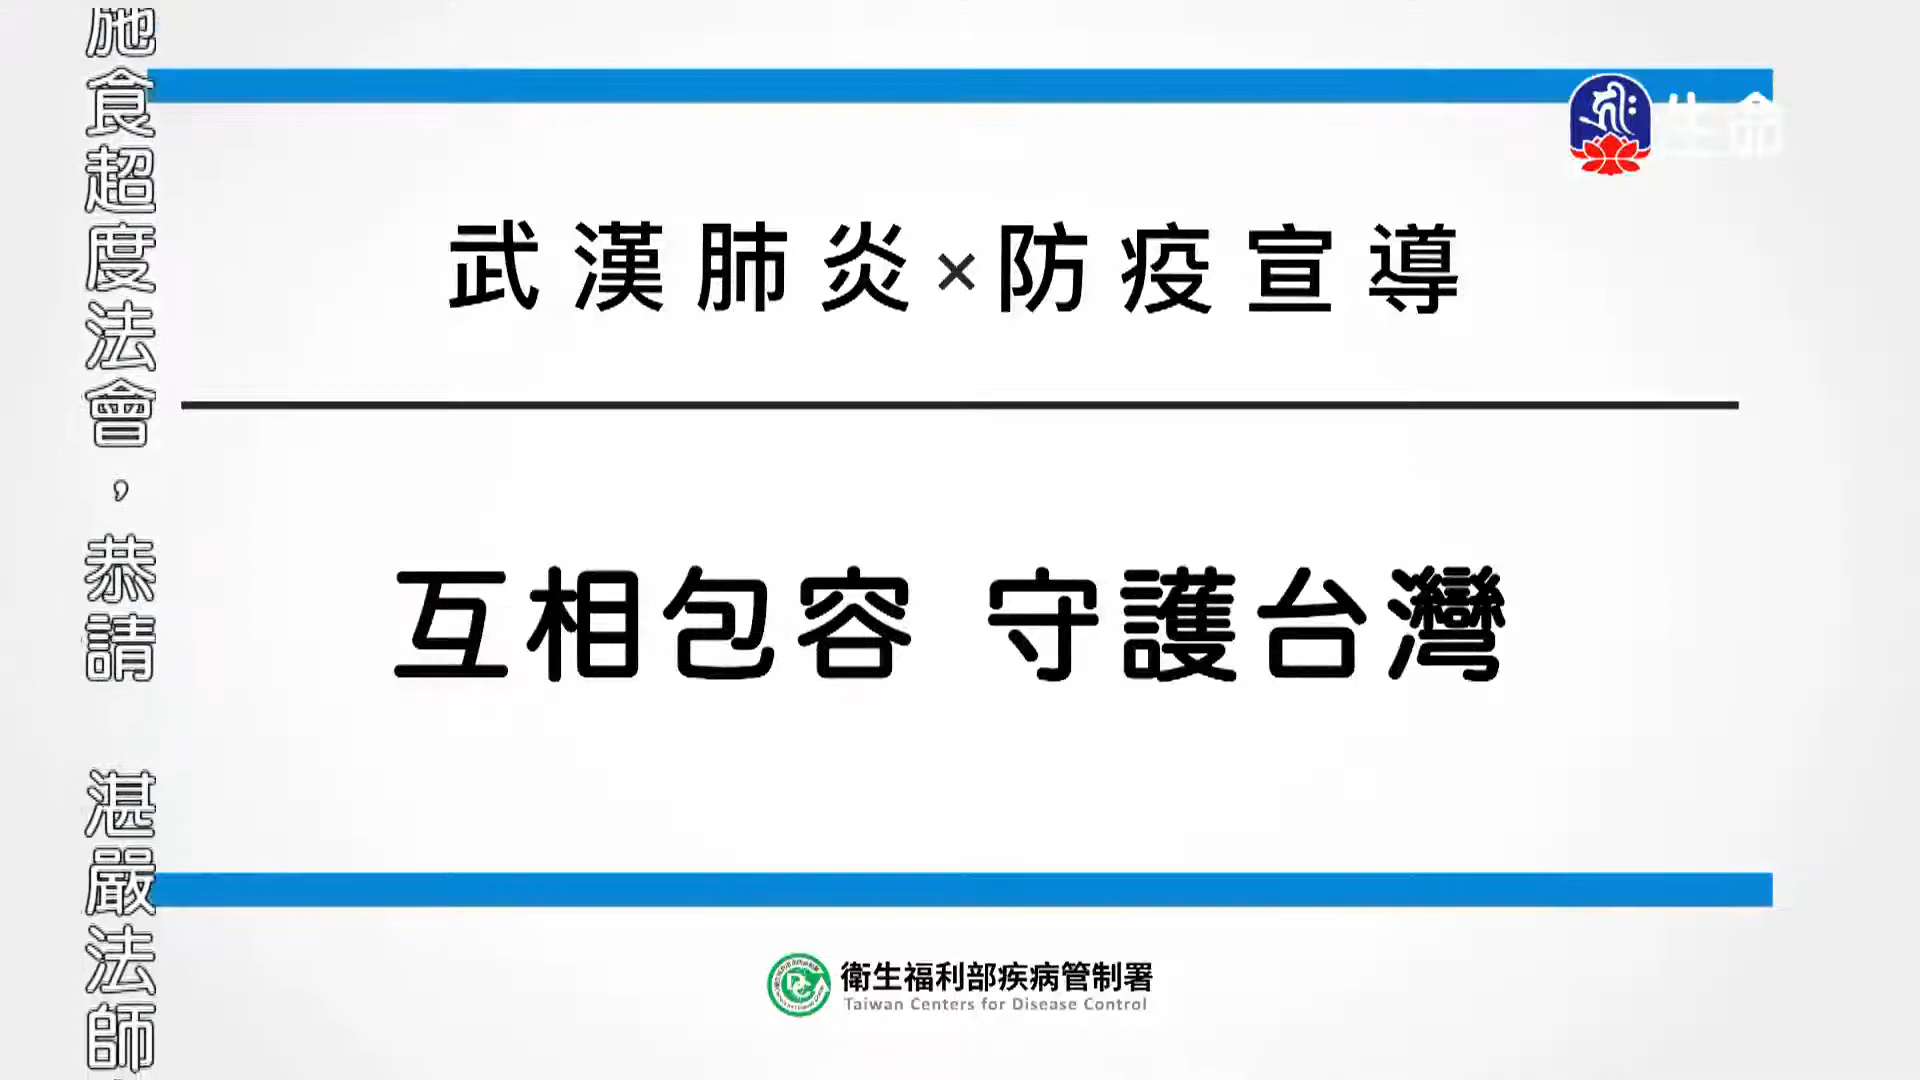 施食超度法會，恭請 湛嚴法師
生命
武漢肺炎×防疫宣導
互相包容 守護台灣
衛生福利部疾病管制署
Taiwan Centers for Disease Control